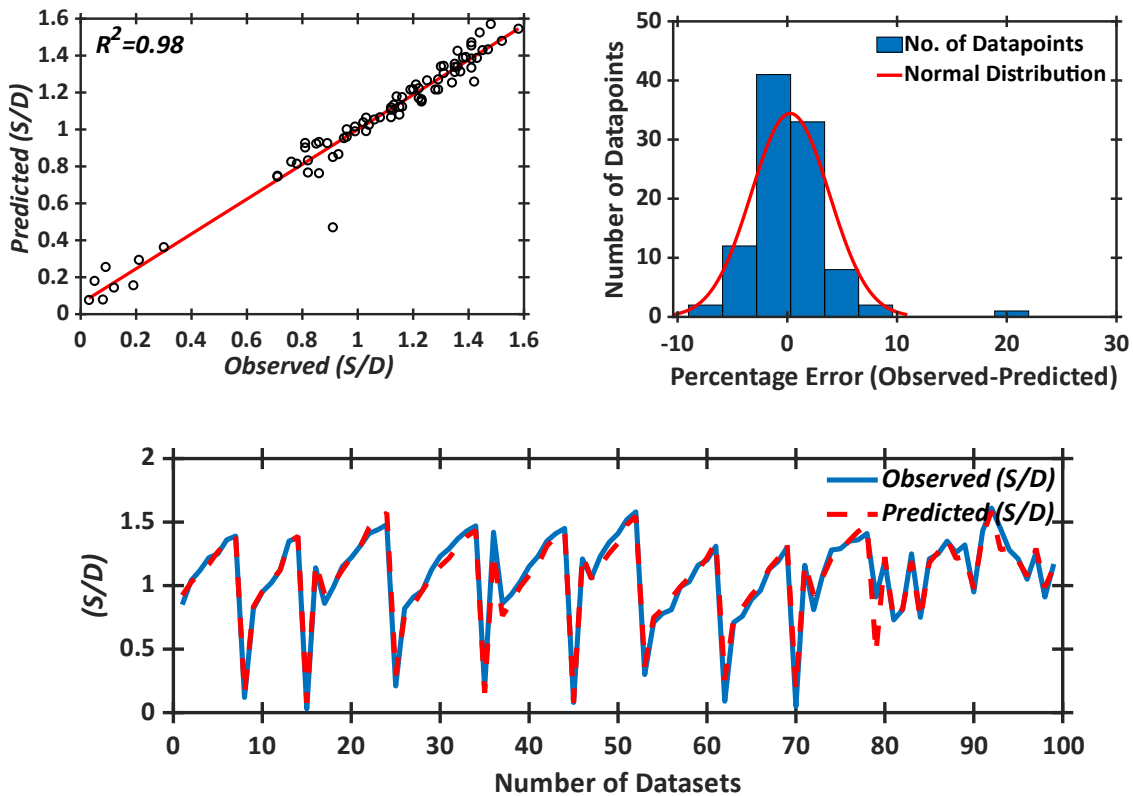 R²=0.98
Predicted (S/D)
1.6
1.4
1.2
1.0
0.8
0.6
0.4
0.2
0
0 0.2 0.4 0.6 0.8 1.0 1.2 1.4 1.6
Observed (S/D)
Number of Datapoints
50
40
30
20
10
0
No. of Datapoints
Normal Distribution
-10 0 10 20 30
Percentage Error (Observed-Predicted)
(S/D)
2
1.5
1
0.5
0
Observed (S/D)
Predicted (S/D)
0 10 20 30 40 50 60 70 80 90 100
Number of Datasets